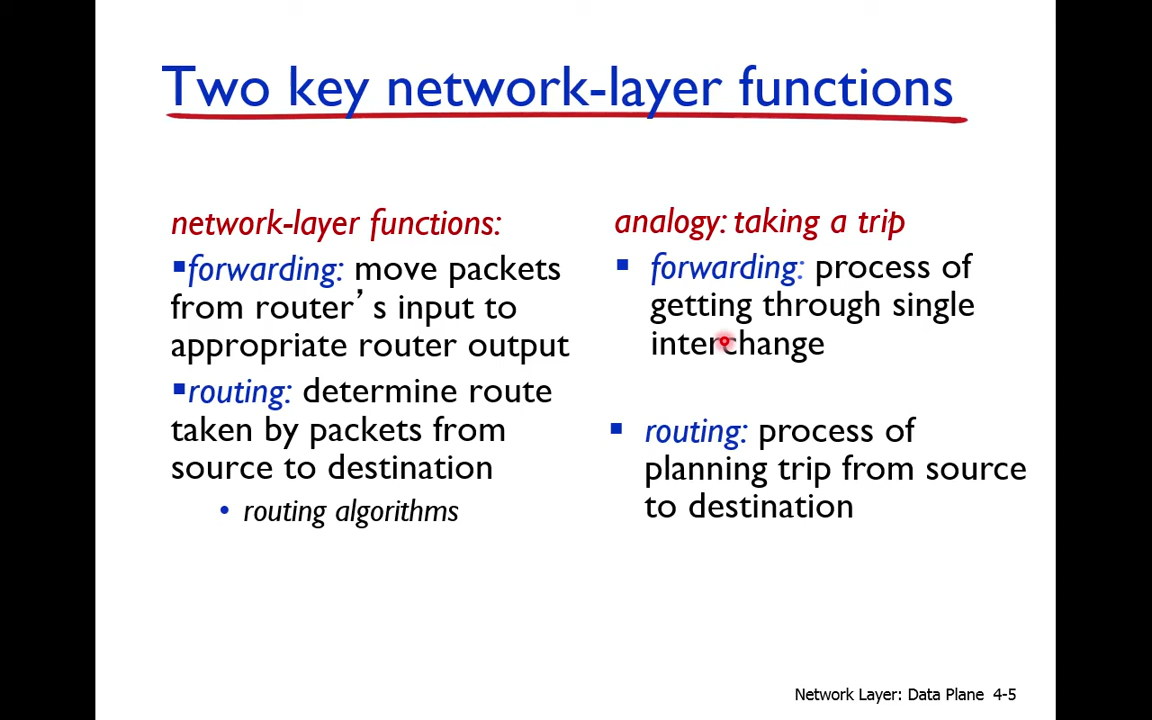 Two key network-layer functions
network-layer functions:
▪forwarding: move packets
from router’s input to
appropriate router output
▪routing: determine route
taken by packets from
source to destination
• routing algorithms
analogy: taking a trip
▪ forwarding: process of
getting through single
interchange
▪ routing: process of
planning trip from source
to destination
Network Layer: Data Plane 4-5